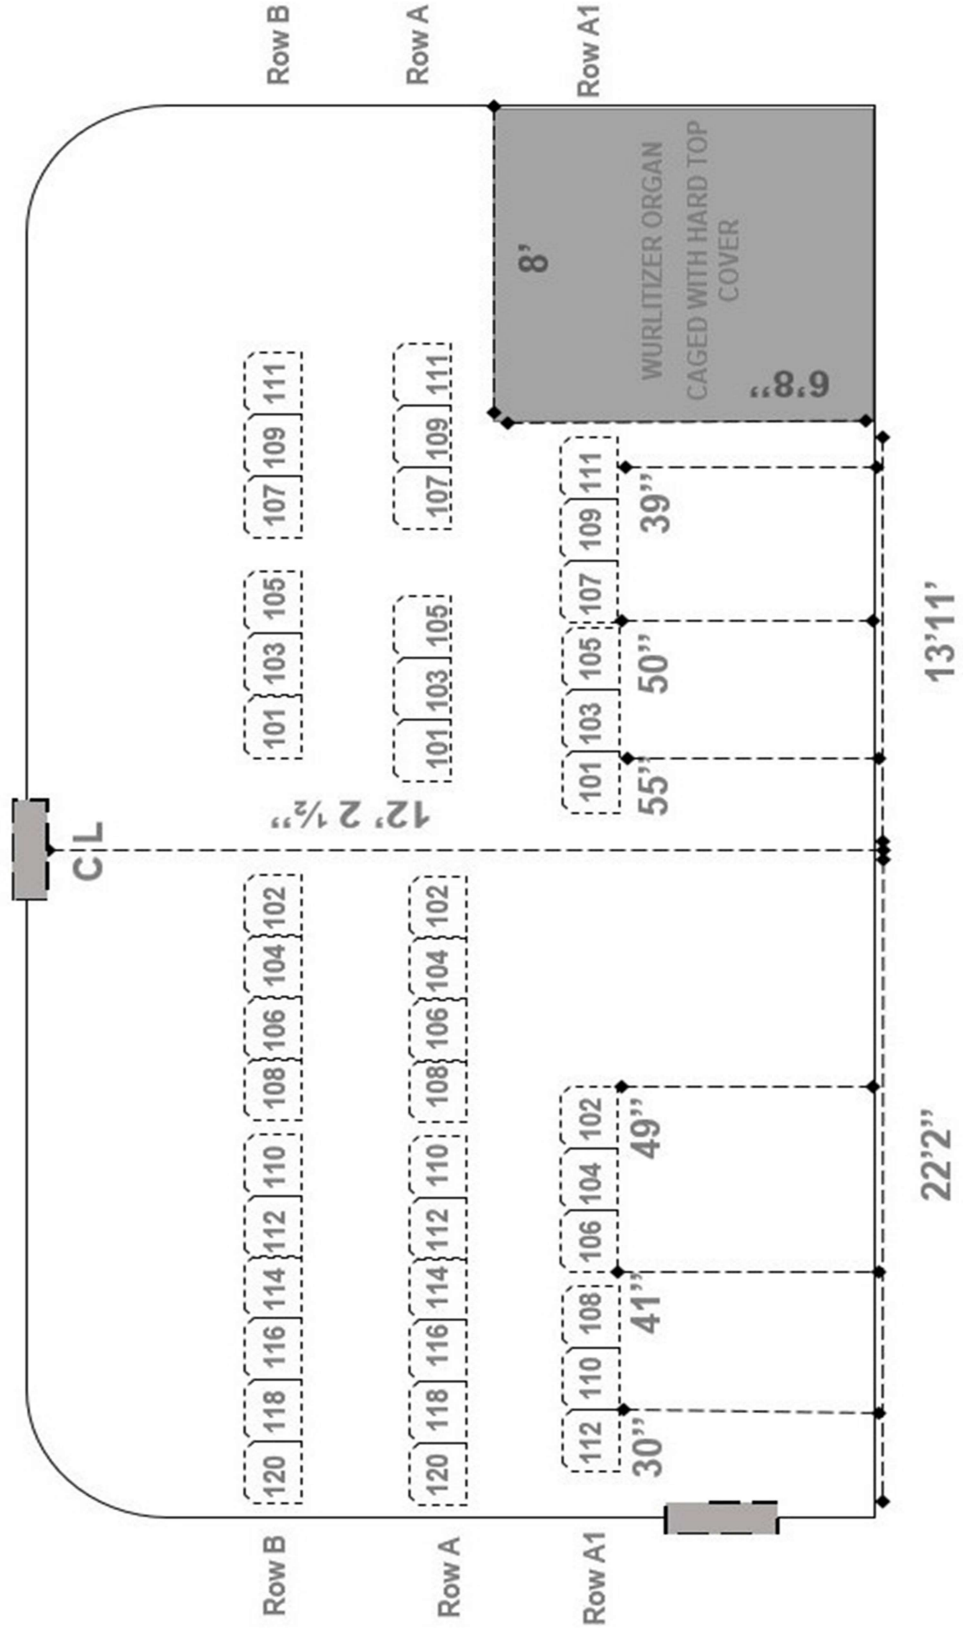 C L
Row B 120 118 116 114 112 110 108 106 104 102 101 103 105 107 109 111 Row B
12' 2 ½’’
Row A 120 118 116 114 112 110 108 106 104 102 101 103 105 107 109 111 Row A
8’
Row A1 112 110 108 106 104 102 101 103 105 107 109 111 Row A1
30’’ 41’’ 49’’ 55’’ 50’’ 39’’
WURLITIZER ORGAN
CAGED WITH HARD TOP
COVER
6’8’’
22’2’’ 13’11’